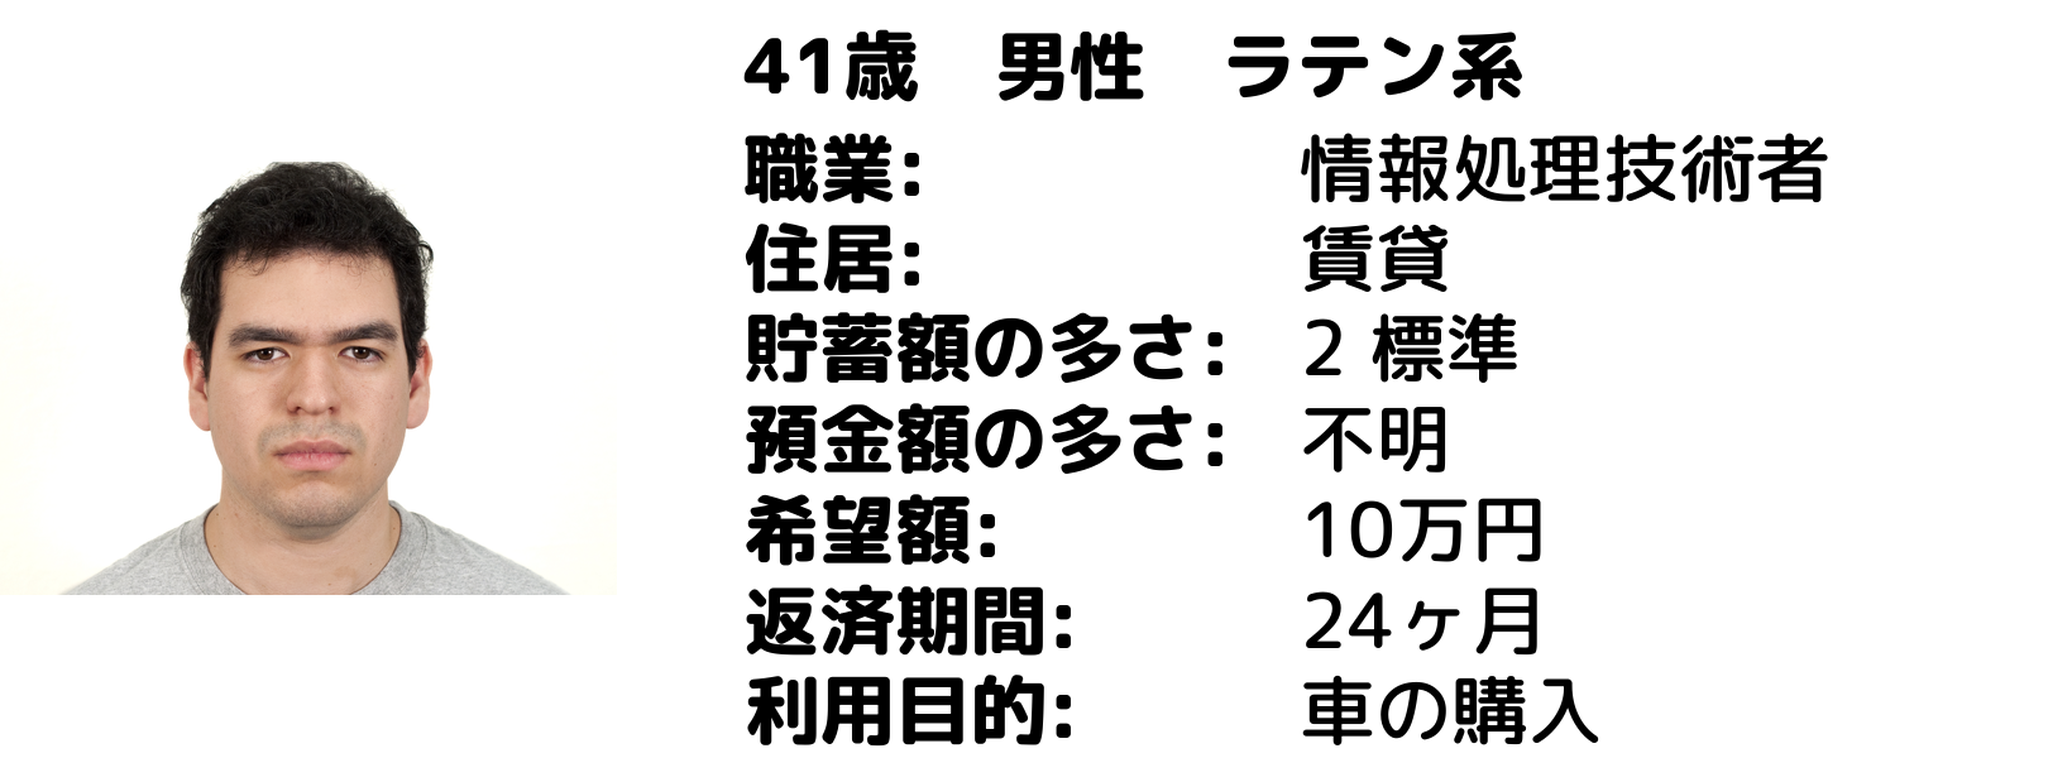 41歳　男性　ラテン系
職業: 情報処理技術者
住居: 賃貸
貯蓄額の多さ: 2 標準
預金額の多さ: 不明
希望額: 10万円
返済期間: 24ヶ月
利用目的: 車の購入